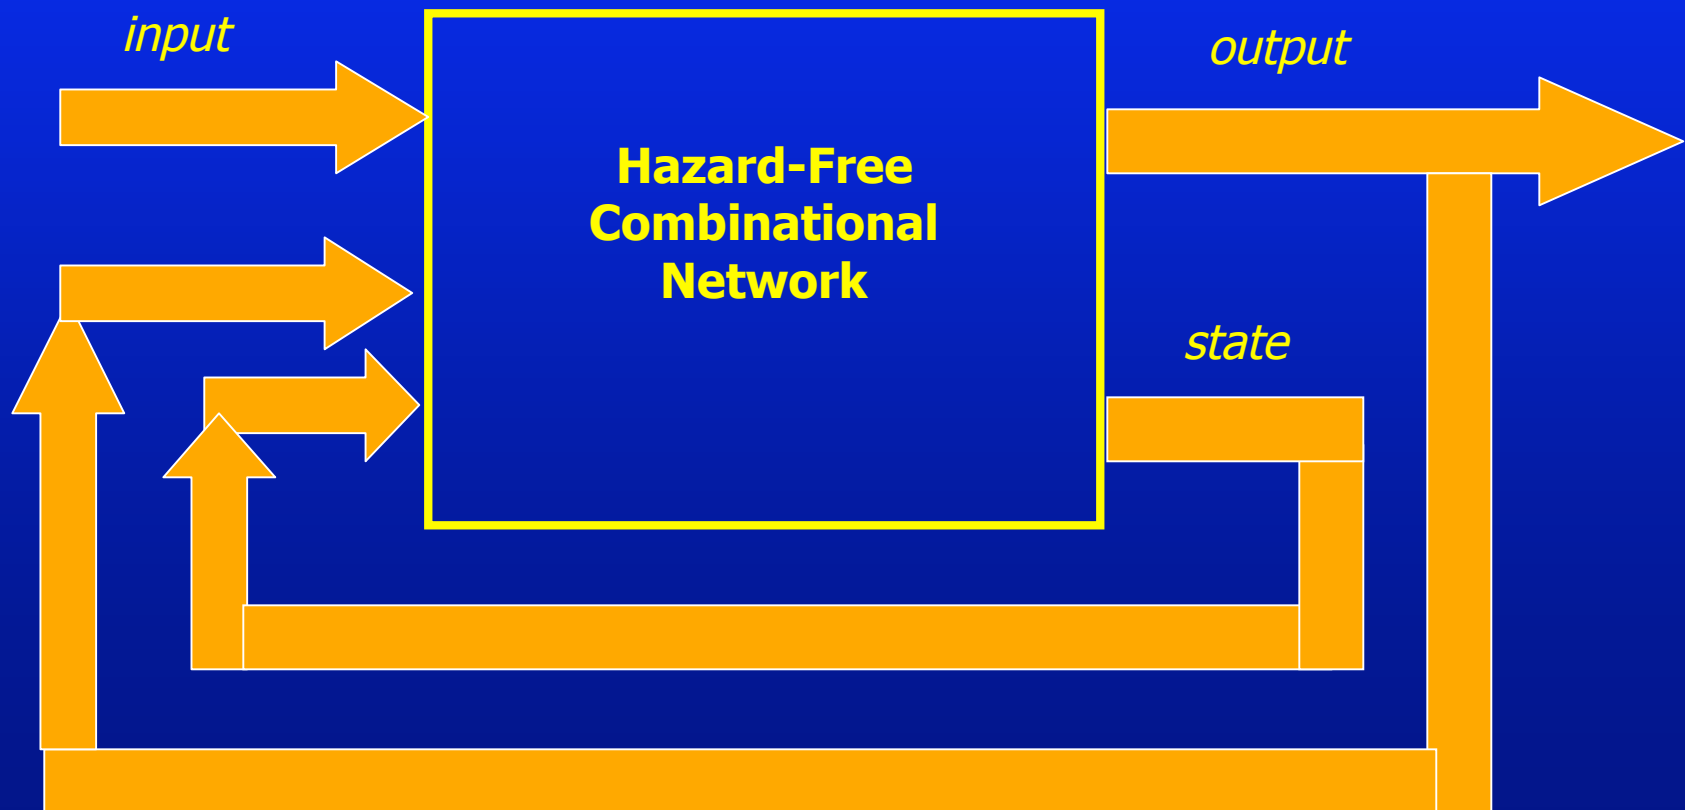 input
output
Hazard-Free
Combinational
Network
state